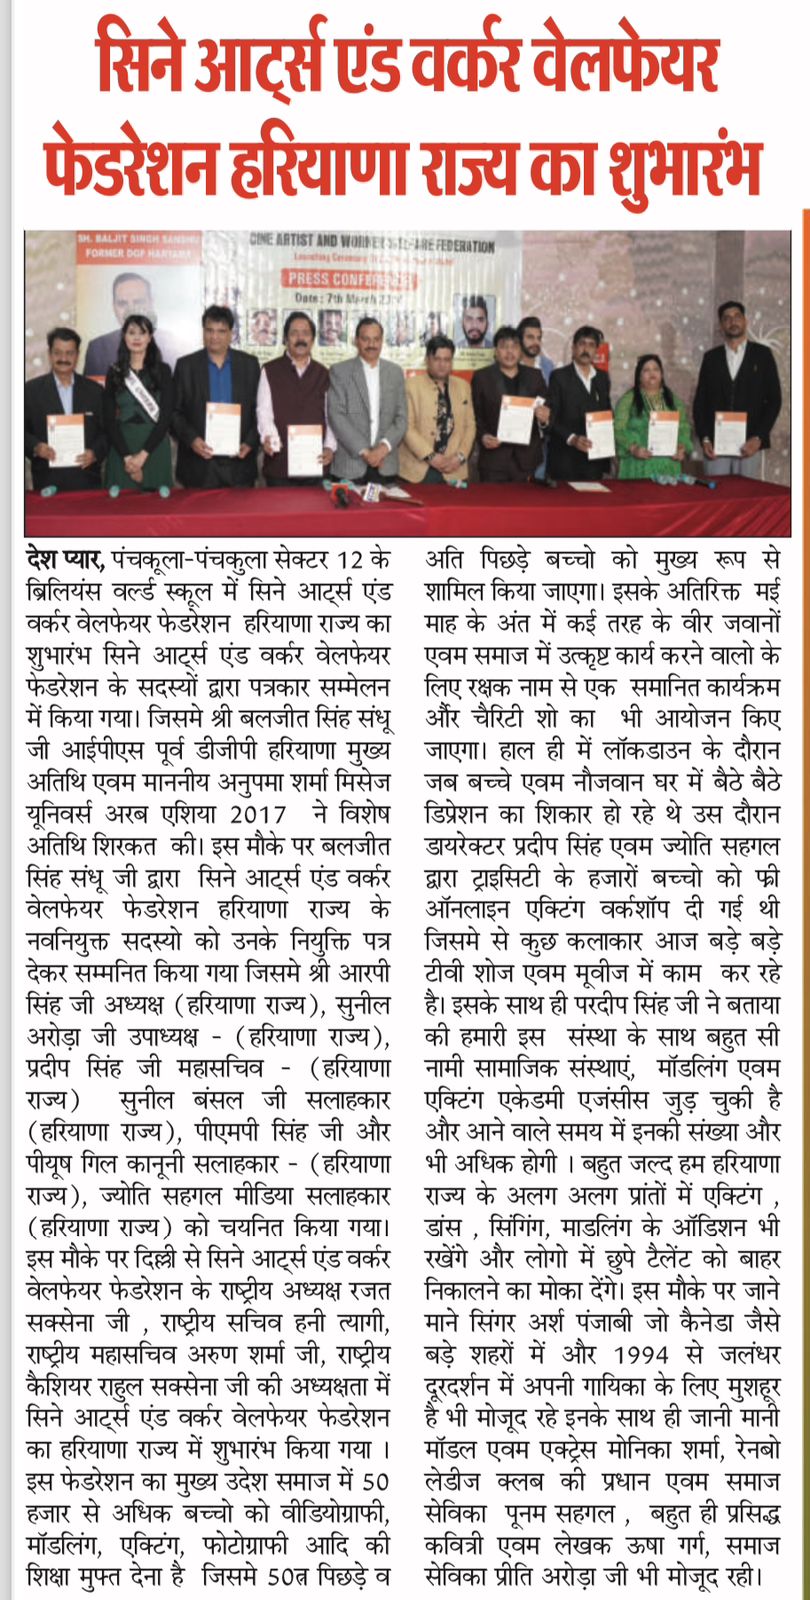 सिने आर्ट्स एंड वर्कर वेलफेयर
फेडरेशन हरियाणा राज्य का शुभारंभ
SH. BALJIT SINGH SANDHU
FORMER DGP HARYANA
CINE ARTIST AND WORKER WELFARE FEDERATION
Launching Ceremony Of
PRESS CONFERENCE
Date : 7th March
देश प्यार, पंचकूला-पंचकुला सेक्टर 12 के
ब्रिलियंस वर्ल्ड स्कूल में सिने आर्ट्स एंड
वर्कर वेलफेयर फेडरेशन हरियाणा राज्य का
शुभारंभ सिने आर्ट्स एंड वर्कर वेलफेयर
फेडरेशन के सदस्यों द्वारा पत्रकार सम्मेलन
में किया गया। जिसमे श्री बलजीत सिंह संधू
जी आईपीएस पूर्व डीजीपी हरियाणा मुख्य
अतिथि एवम माननीय अनुपमा शर्मा मिसेज
यूनिवर्स अरब एशिया 2017 ने विशेष
अतिथि शिरकत की। इस मौके पर बलजीत
सिंह संधू जी द्वारा सिने आर्ट्स एंड वर्कर
वेलफेयर फेडरेशन हरियाणा राज्य के
नवनियुक्त सदस्यो को उनके नियुक्ति पत्र
देकर सम्मनित किया गया जिसमे श्री आरपी
सिंह जी अध्यक्ष (हरियाणा राज्य), सुनील
अरोड़ा जी उपाध्यक्ष - (हरियाणा राज्य),
प्रदीप सिंह जी महासचिव - (हरियाणा
राज्य) सुनील बंसल जी सलाहकार
(हरियाणा राज्य), पीएमपी सिंह जी और
पीयूष गिल कानूनी सलाहकार - (हरियाणा
राज्य), ज्योति सहगल मीडिया सलाहकार
(हरियाणा राज्य) को चयनित किया गया।
इस मौके पर दिल्ली से सिने आर्ट्स एंड वर्कर
वेलफेयर फेडरेशन के राष्ट्रीय अध्यक्ष रजत
सक्सेना जी , राष्ट्रीय सचिव हनी त्यागी,
राष्ट्रीय महासचिव अरुण शर्मा जी, राष्ट्रीय
कैशियर राहुल सक्सेना जी की अध्यक्षता में
सिने आर्ट्स एंड वर्कर वेलफेयर फेडरेशन
का हरियाणा राज्य में शुभारंभ किया गया ।
इस फेडरेशन का मुख्य उदेश समाज में 50
हजार से अधिक बच्चो को वीडियोग्राफी,
मॉडलिंग, एक्टिंग, फोटोग्राफी आदि की
शिक्षा मुफ्त देना है जिसमे 50त्न पिछड़े व
अति पिछड़े बच्चो को मुख्य रूप से
शामिल किया जाएगा। इसके अतिरिक्त मई
माह के अंत में कई तरह के वीर जवानों
एवम समाज में उत्कृष्ट कार्य करने वालो के
लिए रक्षक नाम से एक समानित कार्यक्रम
और चैरिटी शो का भी आयोजन किए
जाएगा। हाल ही में लॉकडाउन के दौरान
जब बच्चे एवम नौजवान घर में बैठे बैठे
डिप्रेशन का शिकार हो रहे थे उस दौरान
डायरेक्टर प्रदीप सिंह एवम ज्योति सहगल
द्वारा ट्राइसिटी के हजारों बच्चो को फ्री
ऑनलाइन एक्टिंग वर्कशॉप दी गई थी
जिसमे से कुछ कलाकार आज बड़े बड़े
टीवी शोज एवम मूवीज में काम कर रहे
है। इसके साथ ही परदीप सिंह जी ने बताया
की हमारी इस संस्था के साथ बहुत सी
नामी सामाजिक संस्थाएं, मॉडलिंग एवम
एक्टिंग एकेडमी एजंसीस जुड़ चुकी है
और आने वाले समय में इनकी संख्या और
भी अधिक होगी । बहुत जल्द हम हरियाणा
राज्य के अलग अलग प्रांतों में एक्टिंग ,
डांस , सिंगिंग, माडलिंग के ऑडिशन भी
रखेंगे और लोगो में छुपे टैलेंट को बाहर
निकालने का मोका देंगे। इस मौके पर जाने
माने सिंगर अर्श पंजाबी जो कैनेडा जैसे
बड़े शहरों में और 1994 से जलंधर
दूरदर्शन में अपनी गायिका के लिए मुशहूर
है भी मोजूद रहे इनके साथ ही जानी मानी
मॉडल एवम एक्ट्रेस मोनिका शर्मा, रेनबो
लेडीज क्लब की प्रधान एवम समाज
सेविका पूनम सहगल , बहुत ही प्रसिद्ध
कवित्री एवम लेखक ऊषा गर्ग, समाज
सेविका प्रीति अरोड़ा जी भी मोजूद रही।